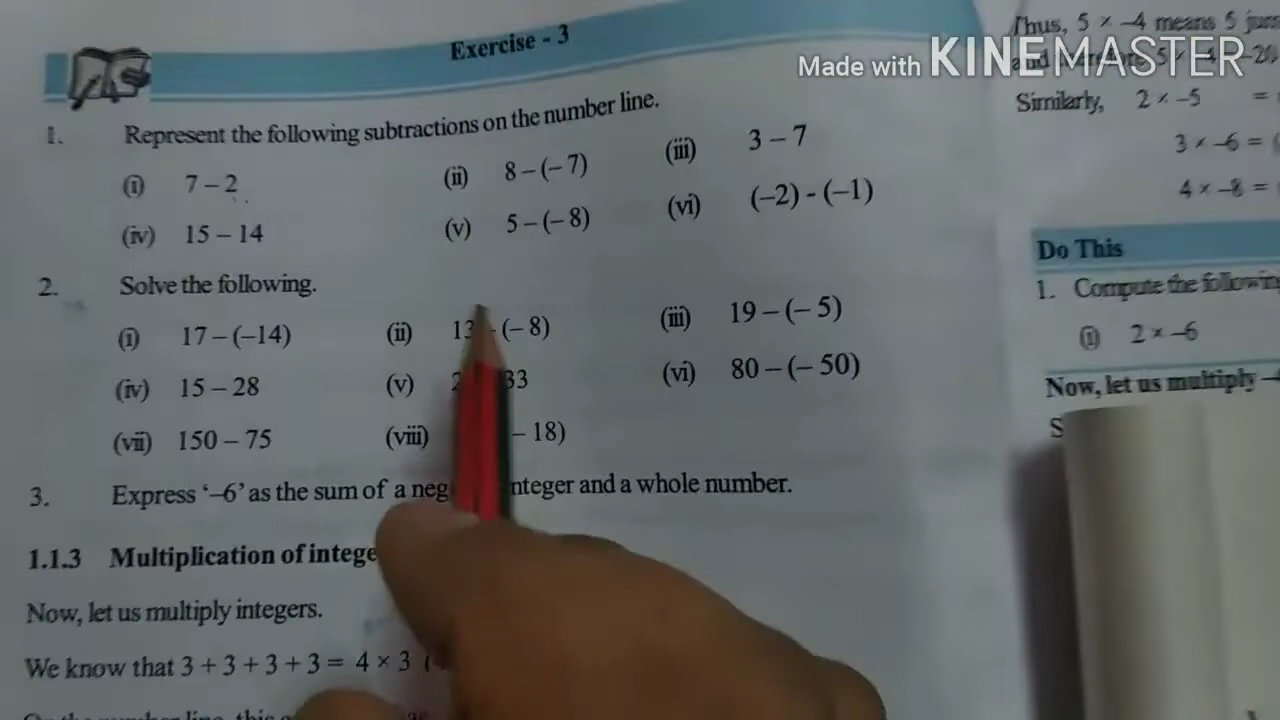 Exercise - 3
Made with KINEMASTER
1. Represent the following subtractions on the number line.
(i) 7 – 2 (ii) 8 – (– 7) (iii) 3 – 7
(iv) 15 – 14 (v) 5 – (– 8) (vi) (–2) - (–1)
2. Solve the following.
(i) 17 – (–14) (ii) 13 - (– 8) (iii) 19 – (– 5)
(iv) 15 – 28 (v) 33 (vi) 80 – (– 50)
(vii) 150 – 75 (viii) – 18)
3. Express ‘–6’ as the sum of a neg nteger and a whole number.
1.1.3 Multiplication of intege
Now, let us multiply integers.
We know that 3 + 3 + 3 + 3 = 4 × 3 (
Thus, 5 × –4 means 5
Similarly, 2 × –5 =
3 × –6 =
4 × –8 =
Do This
1. Compute the followin
(i) 2 × –6
Now, let us multiply –
S